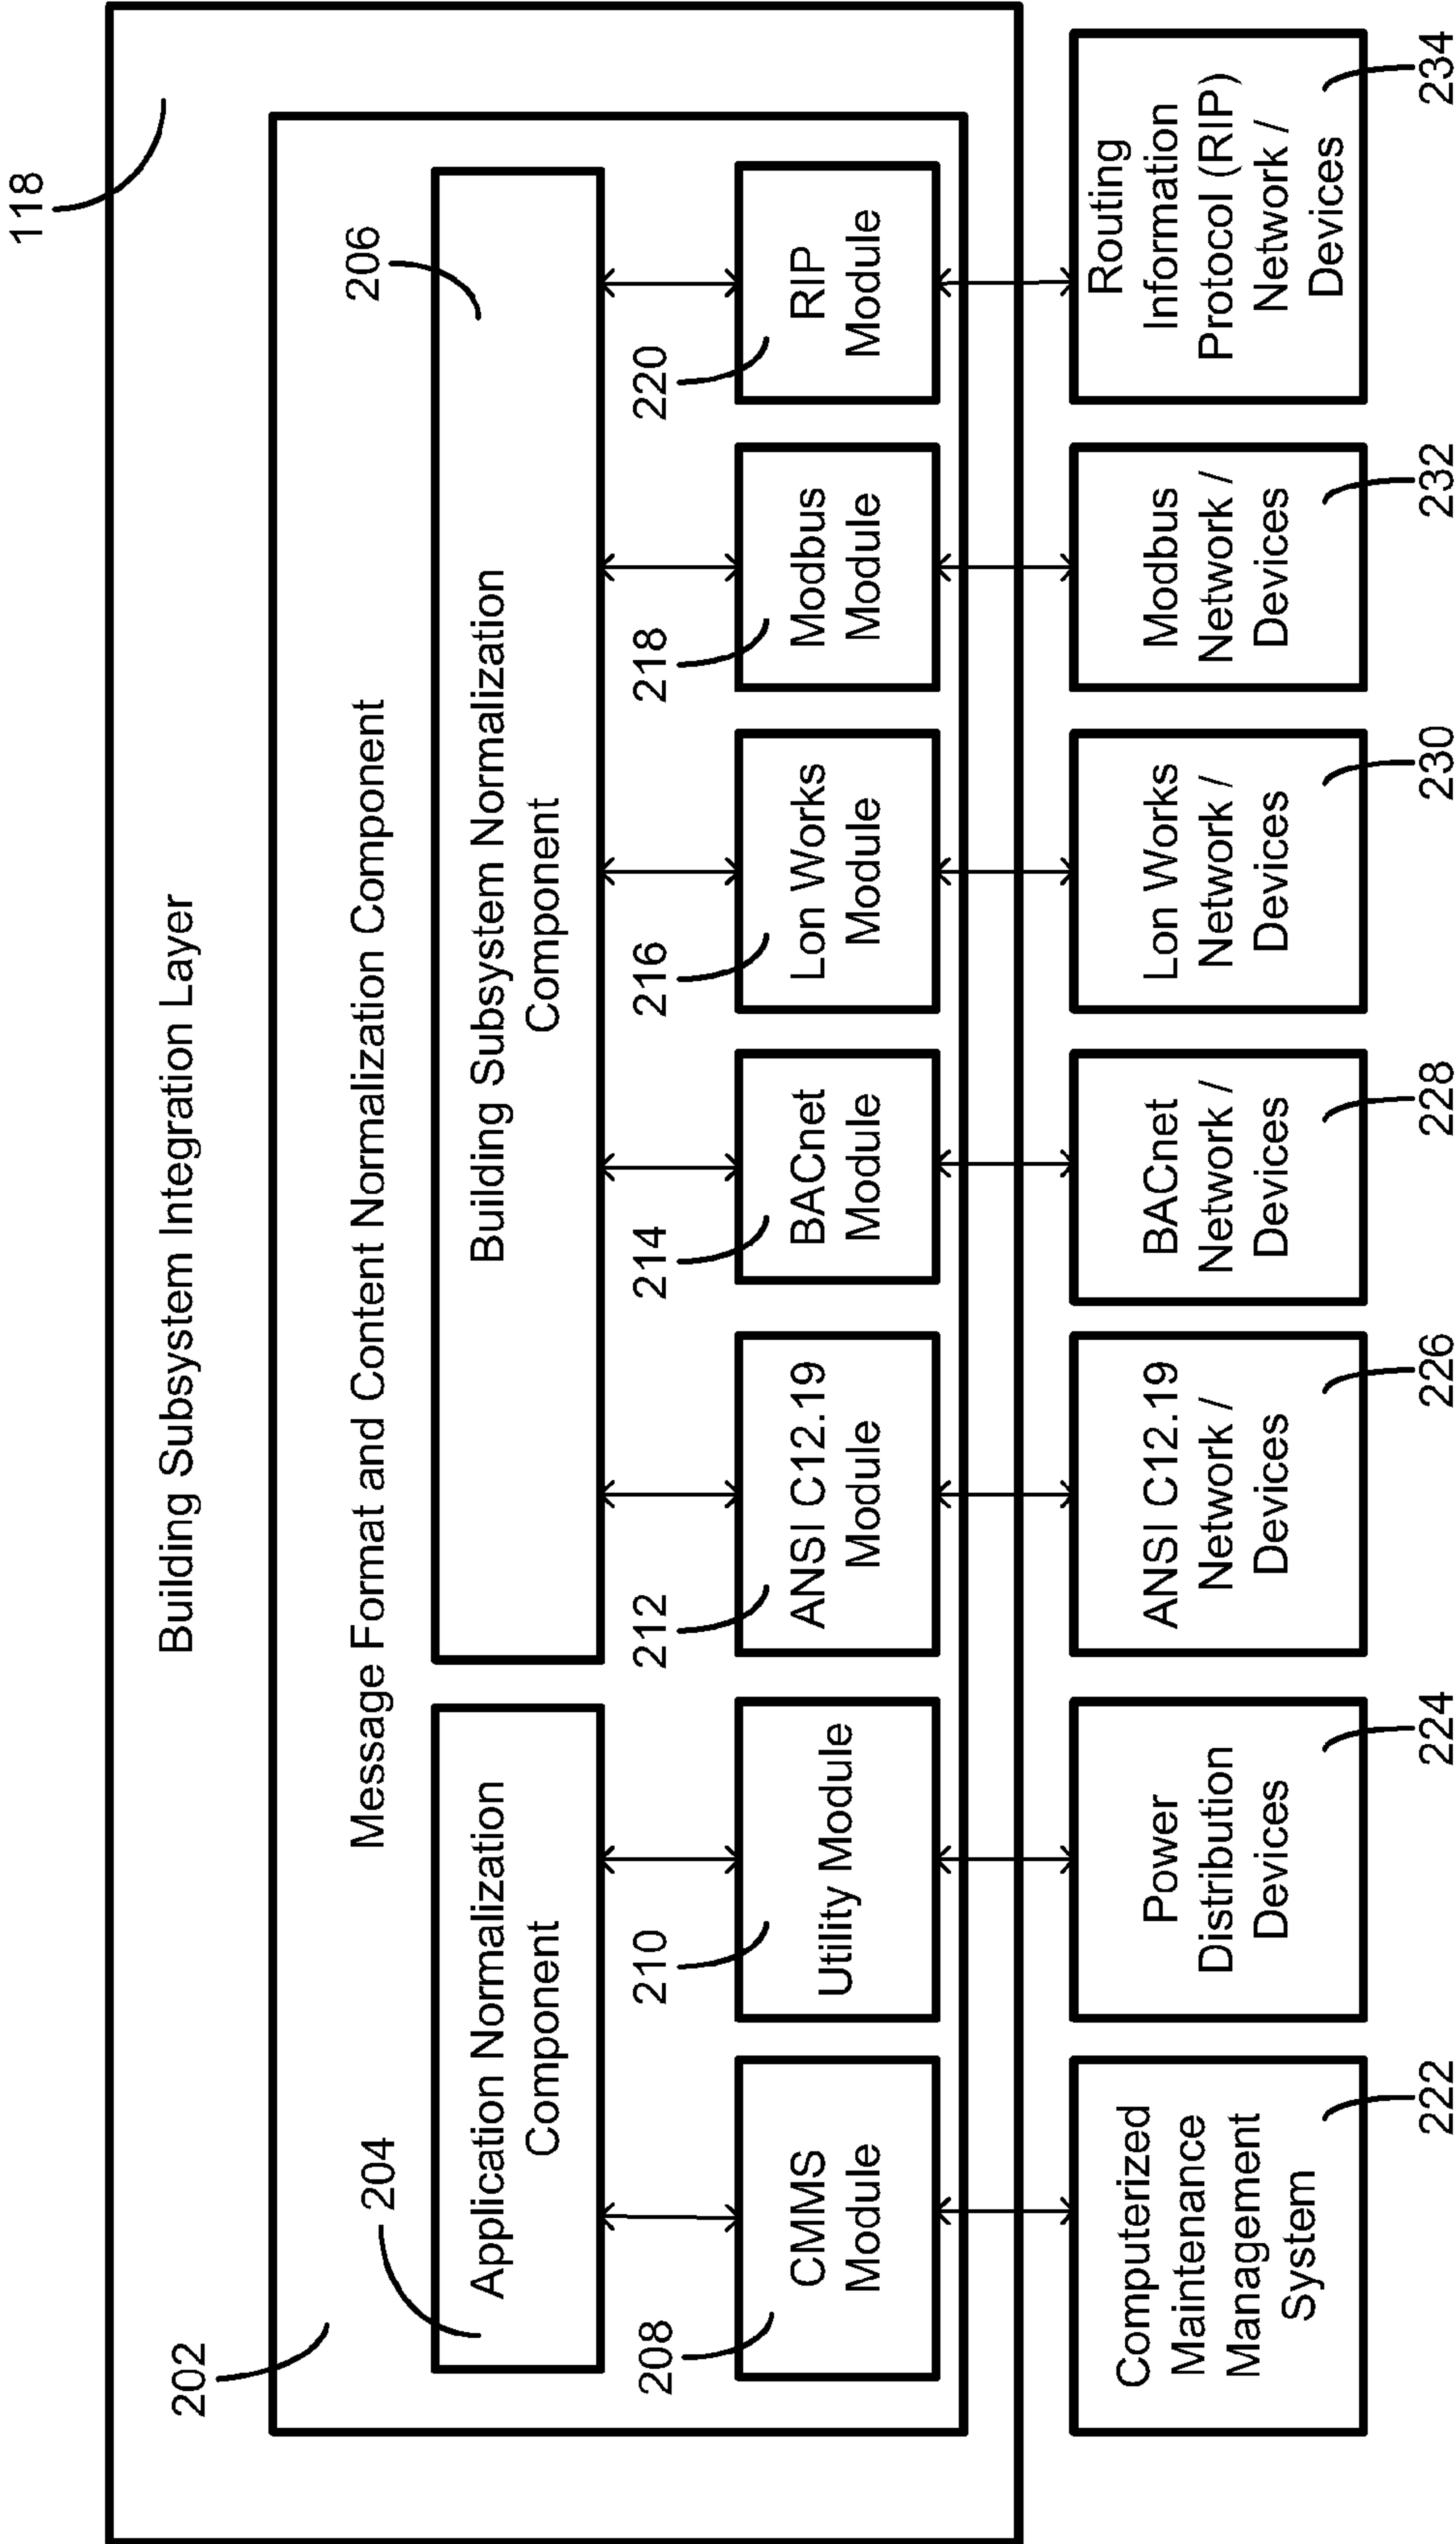 118
Building Subsystem Integration Layer
202
Message Format and Content Normalization Component
204
206
Application Normalization
Component
Building Subsystem Normalization
Component
208
210
212
214
216
218
220
CMMS
Module
Utility Module
ANSI C12.19
Module
BACnet
Module
Lon Works
Module
Modbus
Module
RIP
Module
Computerized
Maintenance
Management
System
Power
Distribution
Devices
ANSI C12.19
Network /
Devices
BACnet
Network /
Devices
Lon Works
Network /
Devices
Modbus
Network /
Devices
Routing
Information
Protocol (RIP)
Network /
Devices
222
224
226
228
230
232
234